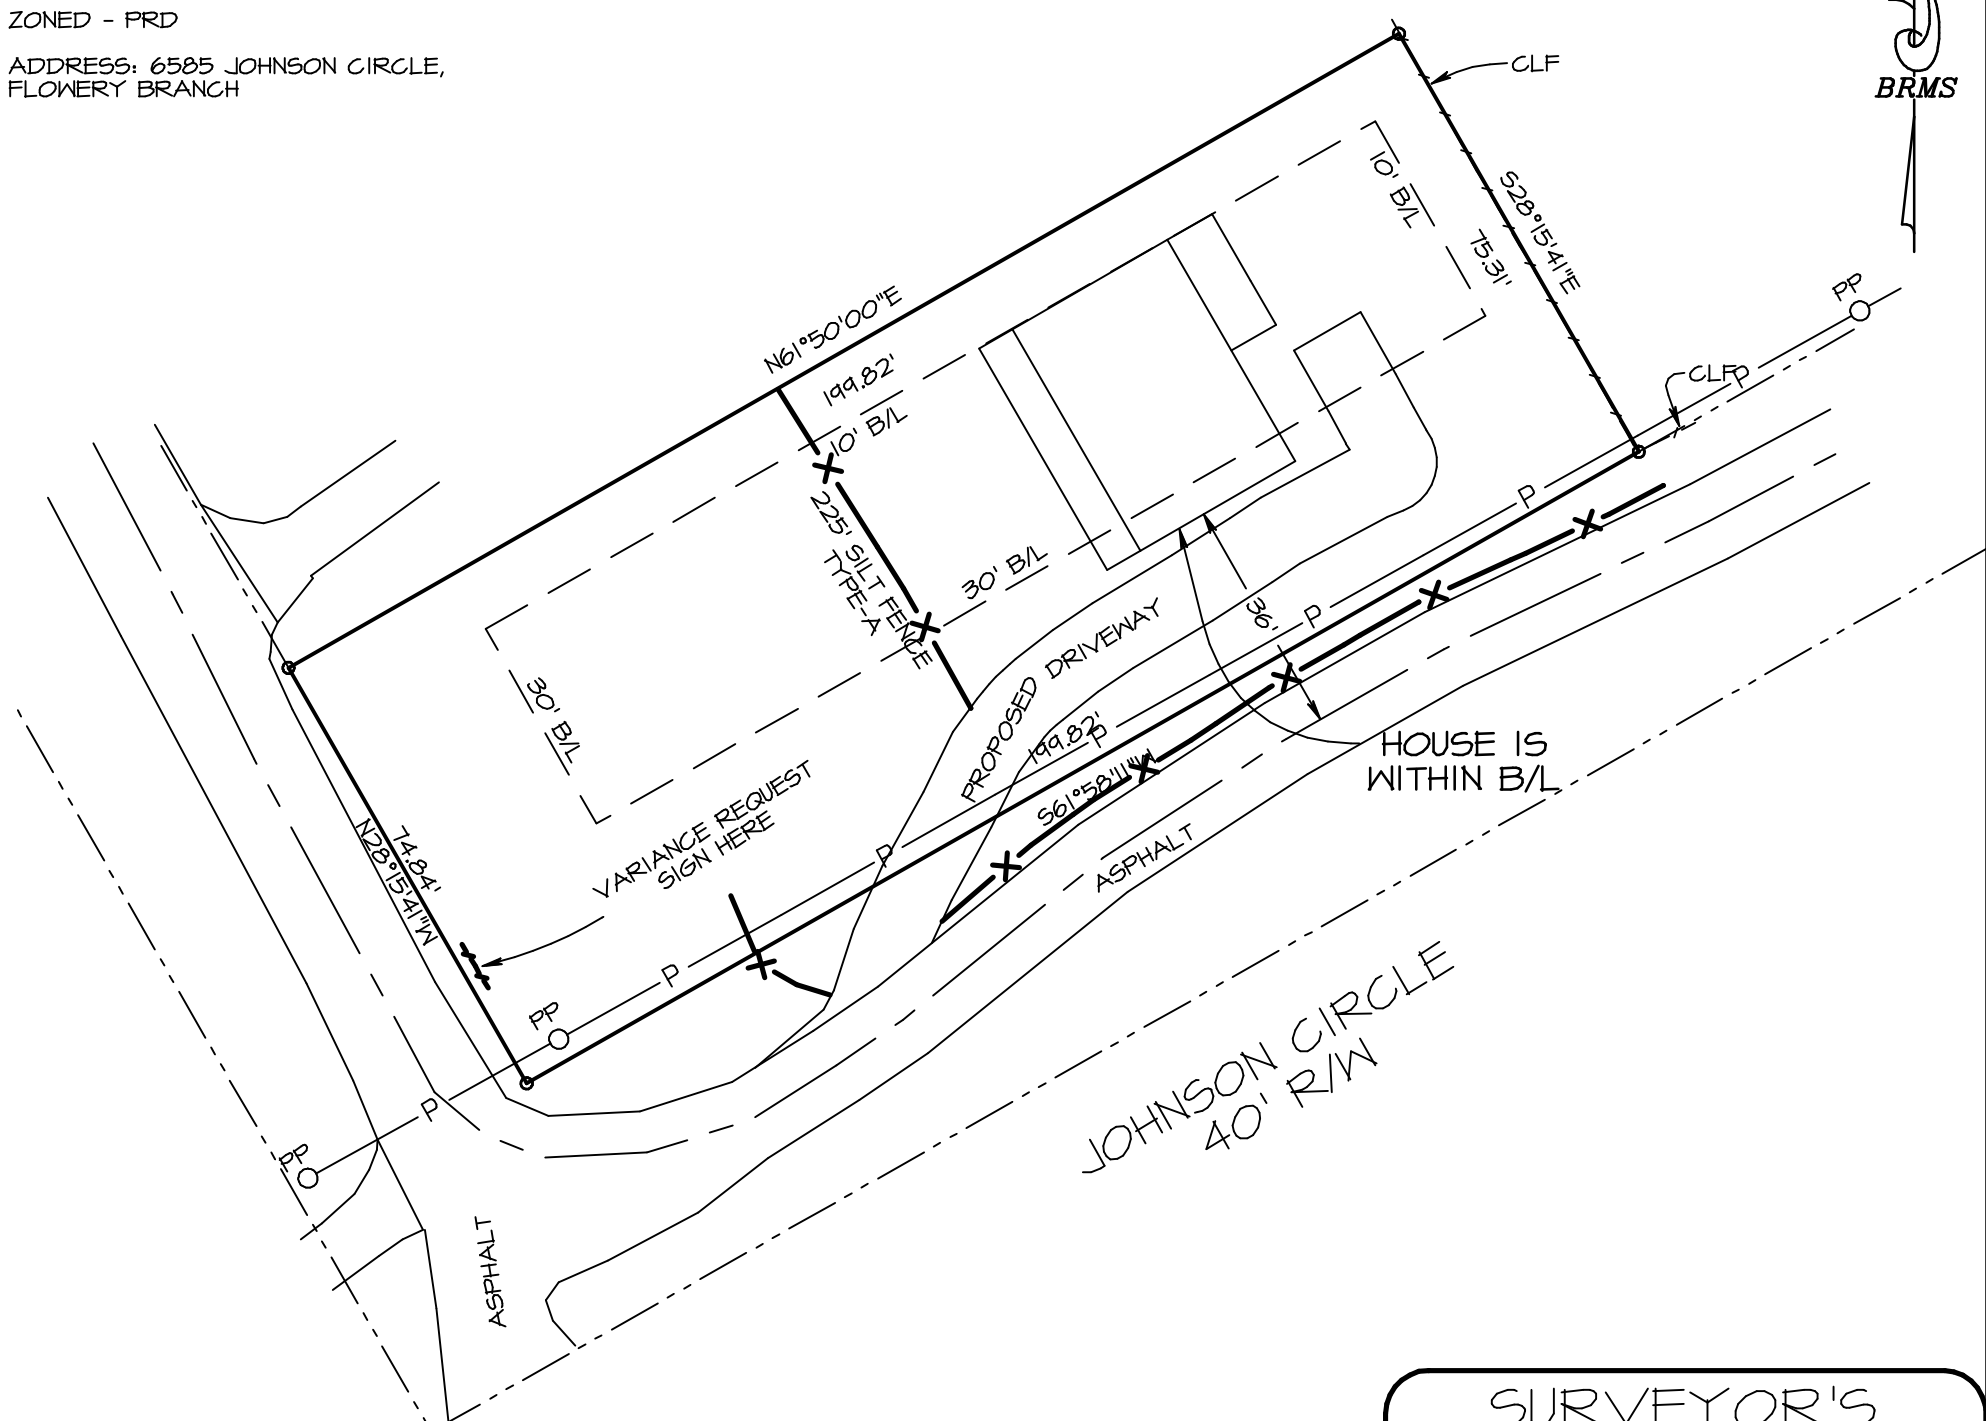 ZONED - PRD
ADDRESS: 6585 JOHNSON CIRCLE,
FLOWERY BRANCH
BRMS
CLF
10' B/L
S28°15'41"E
75.31'
PP
N61°50'00"E
199.82'
10' B/L
CLF
P
225' SILT FENCE
TYPE-A
30' B/L
P
36'
P
PROPOSED DRIVEWAY
30' B/L
199.82'
P
S61°58'11"W
HOUSE IS
WITHIN B/L
VARIANCE REQUEST
SIGN HERE
74.84'
N28°15'41"W
P
ASPHALT
P
PP
P
PP
JOHNSON CIRCLE
40' R/W
ASPHALT
SURVEYOR'S